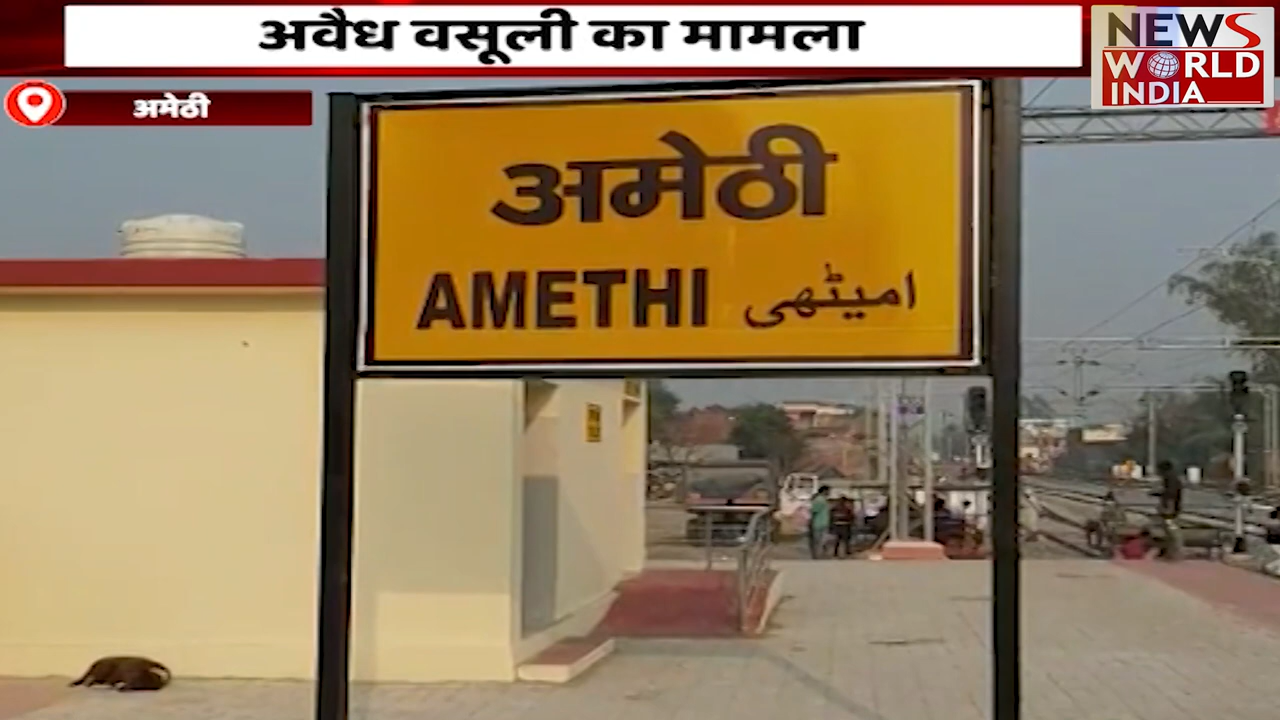 अवैध वसूली का मामला
NEWS
WORLD
INDIA
अमेठी
अमेठी
AMETHI امیٹھی